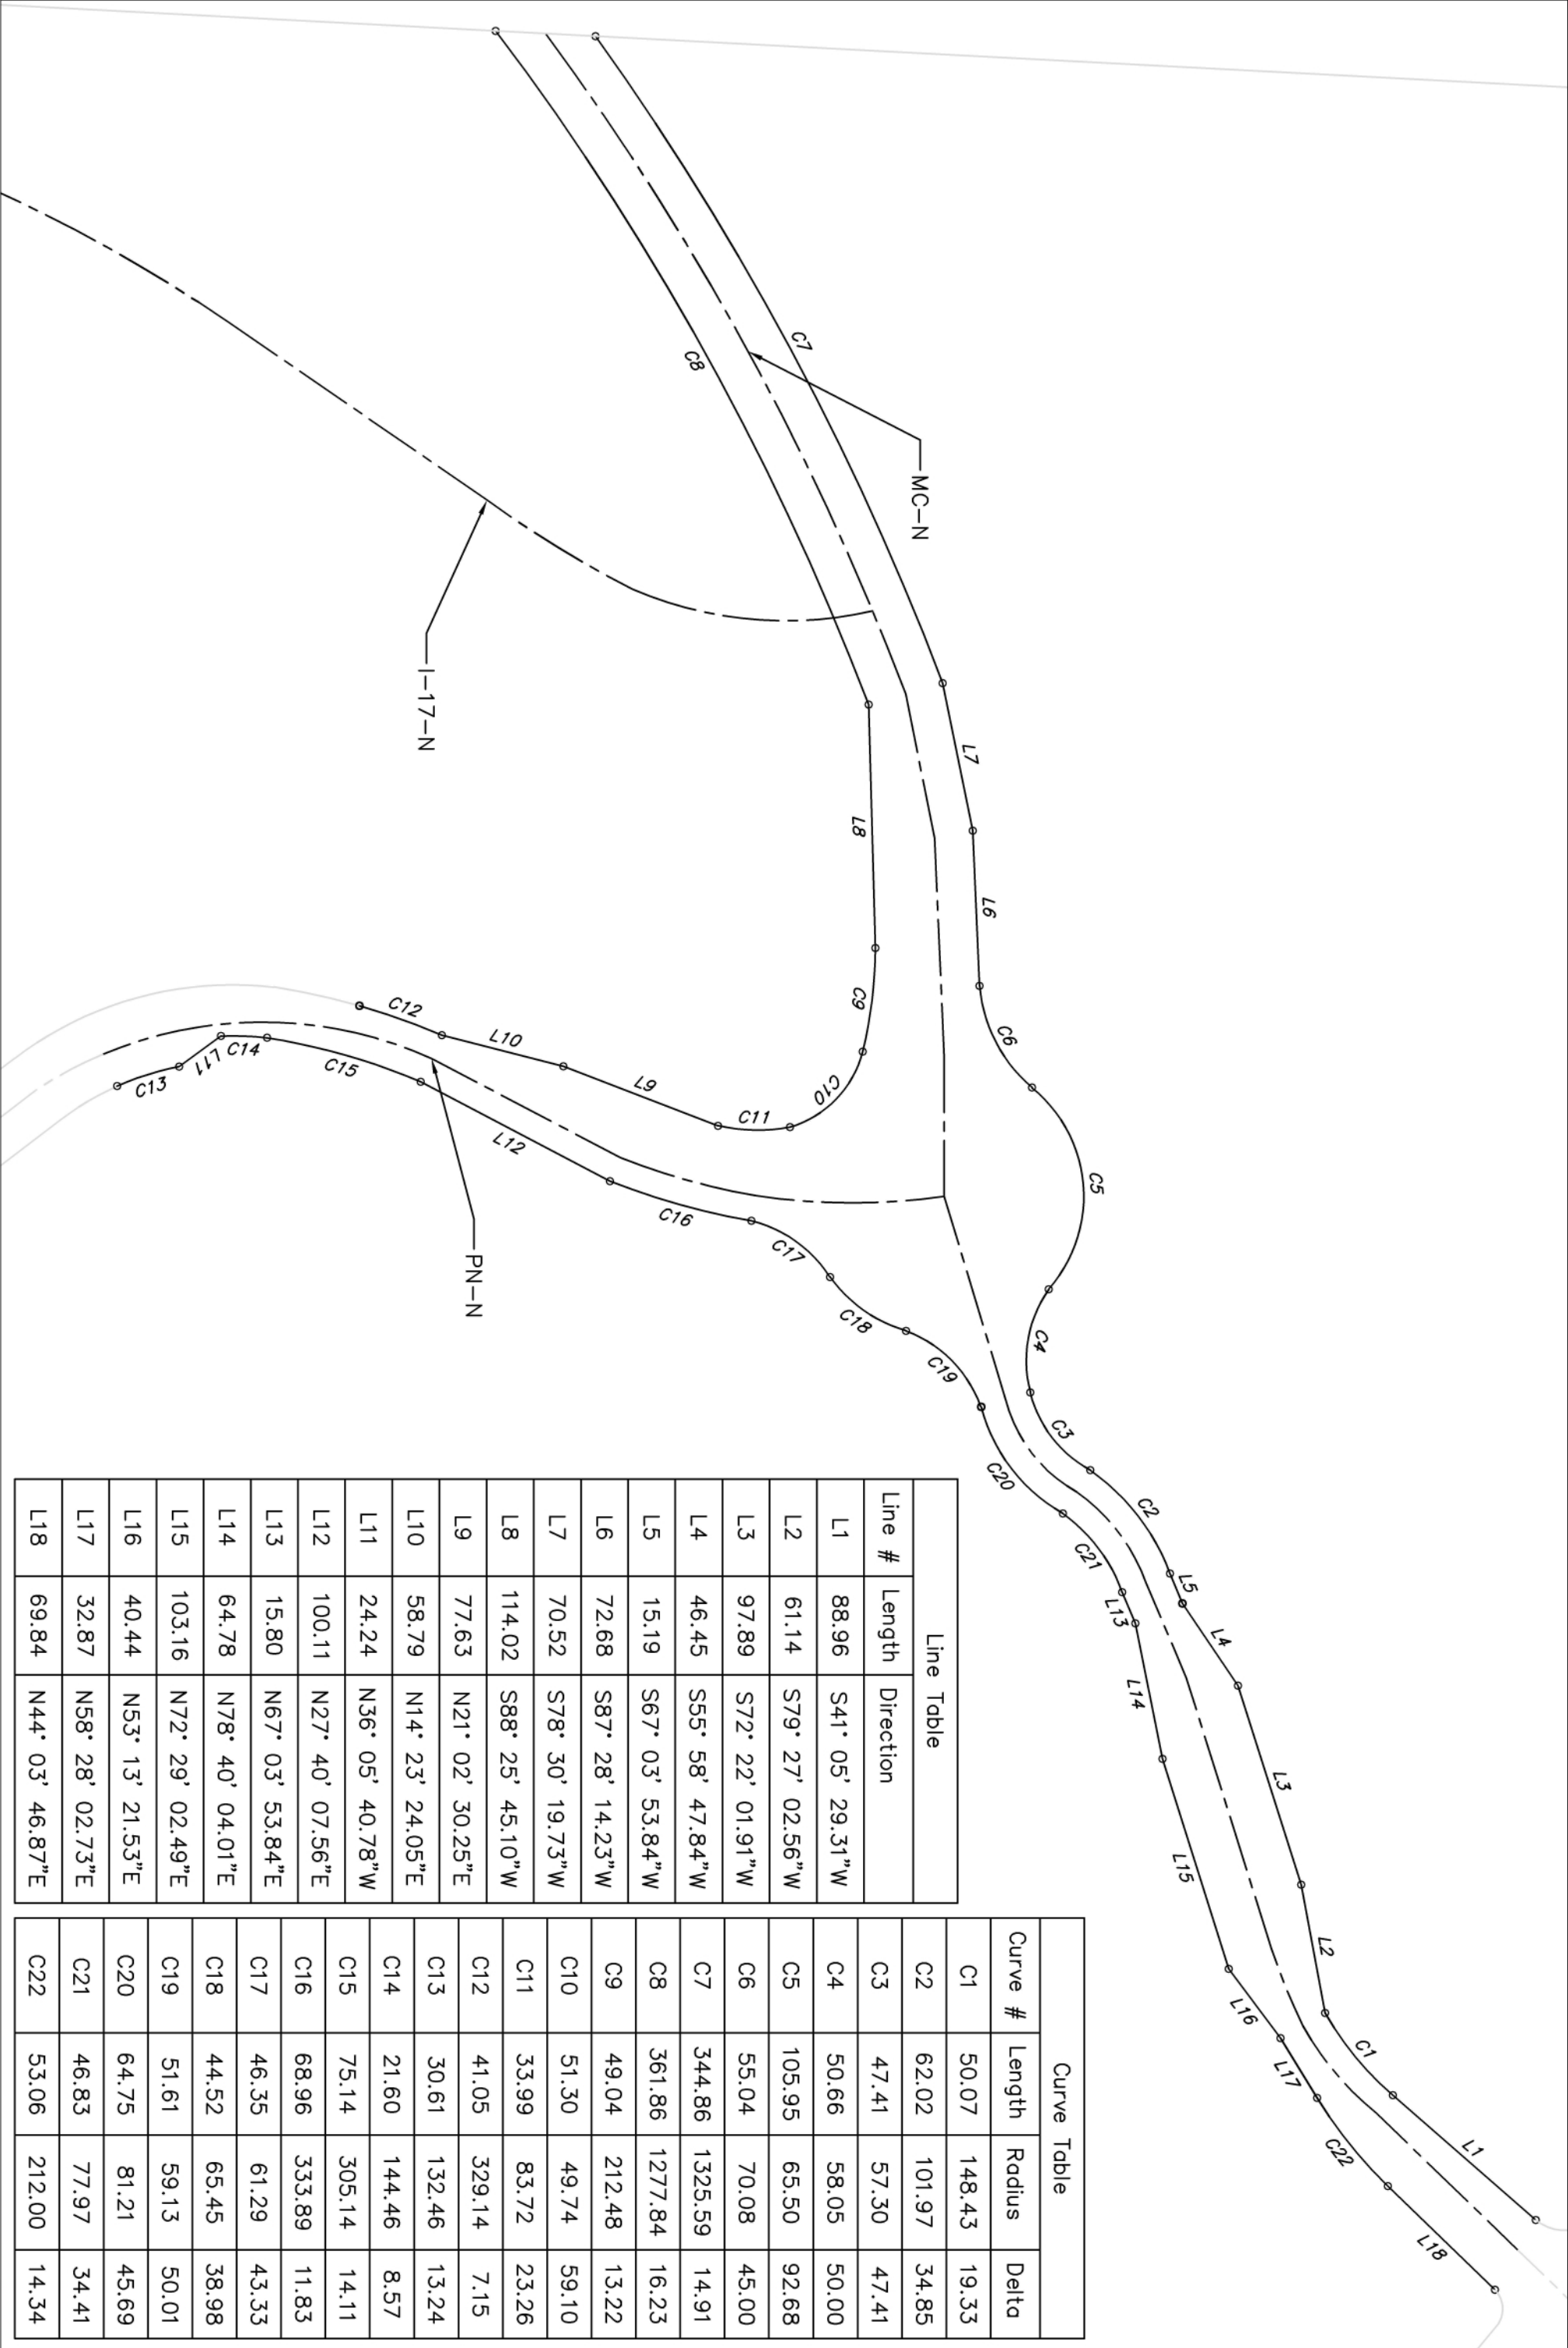 C7
C8
MC-N
I-17-N
L7
L8
L6
C9
C6
C10
C5
C12
L10
C14
L11
C13
C15
L9
C11
L12
PN-N
C16
C17
C18
C4
C19
C3
C20
C2
C21
L5
L13
L4
L14
L3
L15
L2
L16
C1
L17
C22
L1
L18
Line Table
Line # Length Direction
L1 88.96 S41° 05' 29.31"W
L2 61.14 S79° 27' 02.56"W
L3 97.89 S72° 22' 01.91"W
L4 46.45 S55° 58' 47.84"W
L5 15.19 S67° 03' 53.84"W
L6 72.68 S87° 28' 14.23"W
L7 70.52 S78° 30' 19.73"W
L8 114.02 S88° 25' 45.10"W
L9 77.63 N21° 02' 30.25"E
L10 58.79 N14° 23' 24.05"E
L11 24.24 N36° 05' 40.78"W
L12 100.11 N27° 40' 07.56"E
L13 15.80 N67° 03' 53.84"E
L14 64.78 N78° 40' 04.01"E
L15 103.16 N72° 29' 02.49"E
L16 40.44 N53° 13' 21.53"E
L17 32.87 N58° 28' 02.73"E
L18 69.84 N44° 03' 46.87"E
Curve Table
Curve # Length Radius Delta
C1 50.07 148.43 19.33
C2 62.02 101.97 34.85
C3 47.41 57.30 47.41
C4 50.66 58.05 50.00
C5 105.95 65.50 92.68
C6 55.04 70.08 45.00
C7 344.86 1325.59 14.91
C8 361.86 1277.84 16.23
C9 49.04 212.48 13.22
C10 51.30 49.74 59.10
C11 33.99 83.72 23.26
C12 41.05 329.14 7.15
C13 30.61 132.46 13.24
C14 21.60 144.46 8.57
C15 75.14 305.14 14.11
C16 68.96 333.89 11.83
C17 46.35 61.29 43.33
C18 44.52 65.45 38.98
C19 51.61 59.13 50.01
C20 64.75 81.21 45.69
C21 46.83 77.97 34.41
C22 53.06 212.00 14.34